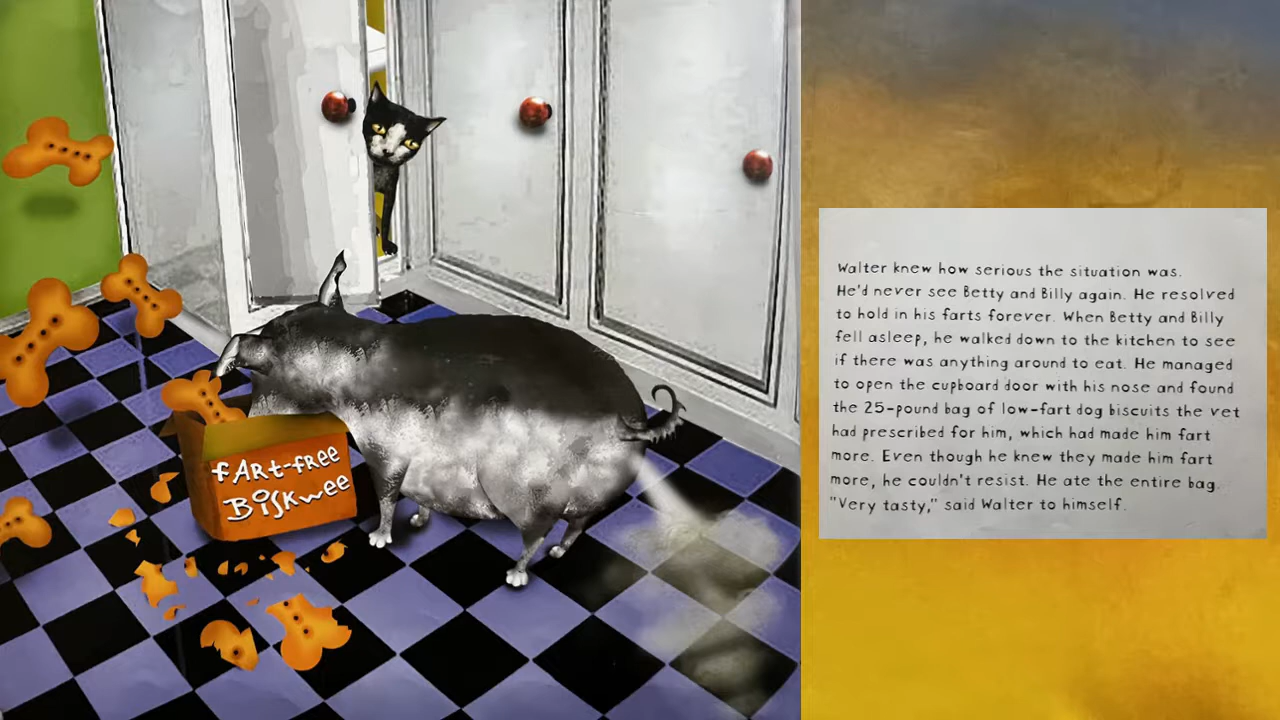 fARt-fREE
BiSKwee
Walter knew how serious the situation was.
He'd never see Betty and Billy again. He resolved
to hold in his farts forever. When Betty and Billy
fell asleep, he walked down to the kitchen to see
if there was anything around to eat. He managed
to open the cupboard door with his nose and found
the 25-pound bag of low-fart dog biscuits the vet
had prescribed for him, which had made him fart
more. Even though he knew they made him fart
more, he couldn't resist. He ate the entire bag.
"Very tasty," said Walter to himself.